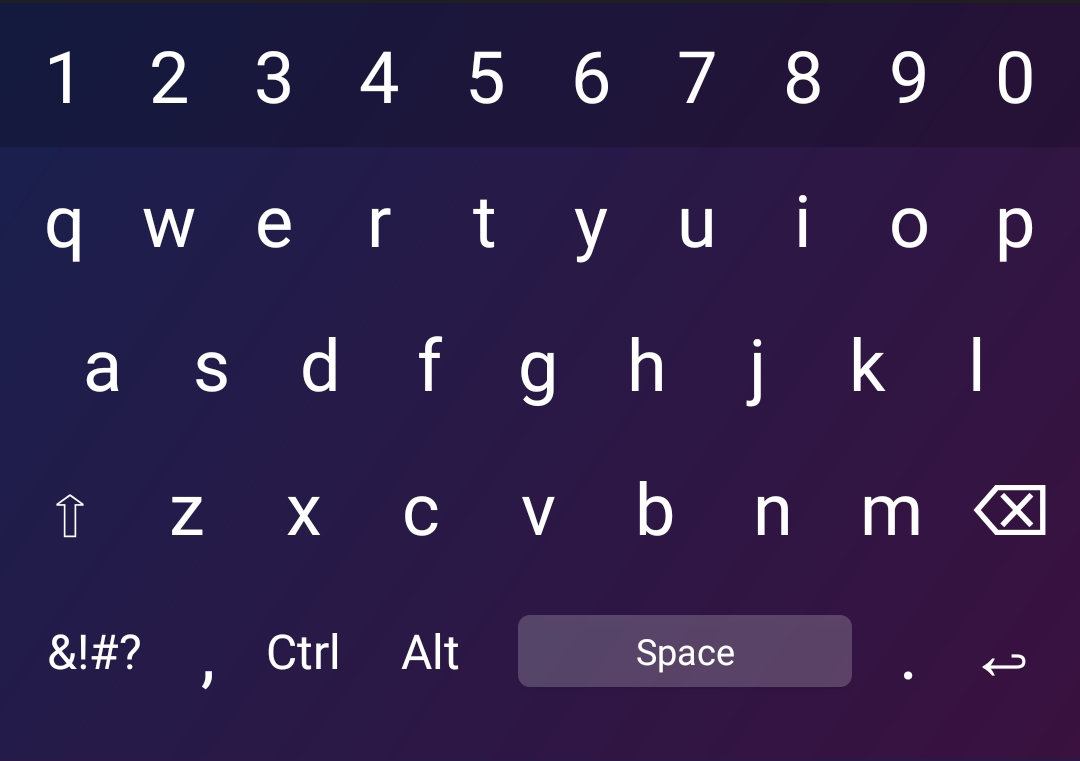 1 2 3 4 5 6 7 8 9 0
q w e r t y u i o p
a s d f g h j k l
⇧ z x c v b n m ⌫
&!#? , Ctrl Alt Space . ↩